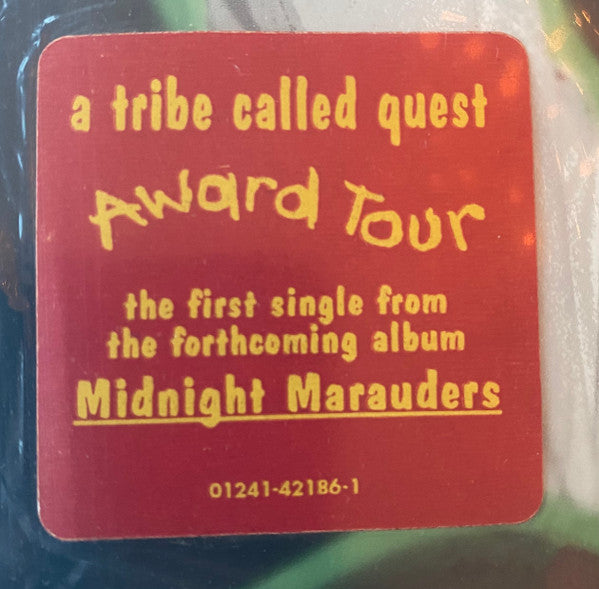 a tribe called quest
Award Tour
the first single from
the forthcoming album
Midnight Marauders
01241-42186-1